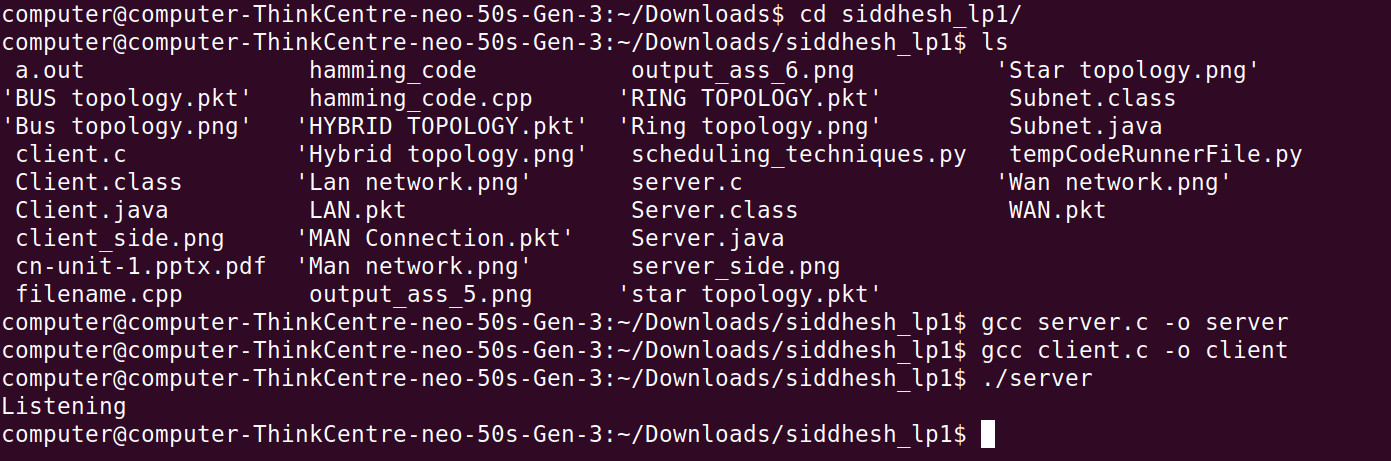 computer@computer-ThinkCentre-neo-50s-Gen-3:~/Downloads$ cd siddhesh_lp1/
computer@computer-ThinkCentre-neo-50s-Gen-3:~/Downloads/siddhesh_lp1$ ls
 a.out                hamming_code           output_ass_6.png          'Star topology.png'
'BUS topology.pkt'    hamming_code.cpp      'RING TOPOLOGY.pkt'         Subnet.class
'Bus topology.png'   'HYBRID TOPOLOGY.pkt'  'Ring topology.png'         Subnet.java
 client.c            'Hybrid topology.png'   scheduling_techniques.py   tempCodeRunnerFile.py
 Client.class        'Lan network.png'       server.c                  'Wan network.png'
 Client.java          LAN.pkt                Server.class               WAN.pkt
 client_side.png     'MAN Connection.pkt'    Server.java
 cn-unit-1.pptx.pdf  'Man network.png'       server_side.png
 filename.cpp         output_ass_5.png      'star topology.pkt'
computer@computer-ThinkCentre-neo-50s-Gen-3:~/Downloads/siddhesh_lp1$ gcc server.c -o server
computer@computer-ThinkCentre-neo-50s-Gen-3:~/Downloads/siddhesh_lp1$ gcc client.c -o client
computer@computer-ThinkCentre-neo-50s-Gen-3:~/Downloads/siddhesh_lp1$ ./server
Listening
computer@computer-ThinkCentre-neo-50s-Gen-3:~/Downloads/siddhesh_lp1$